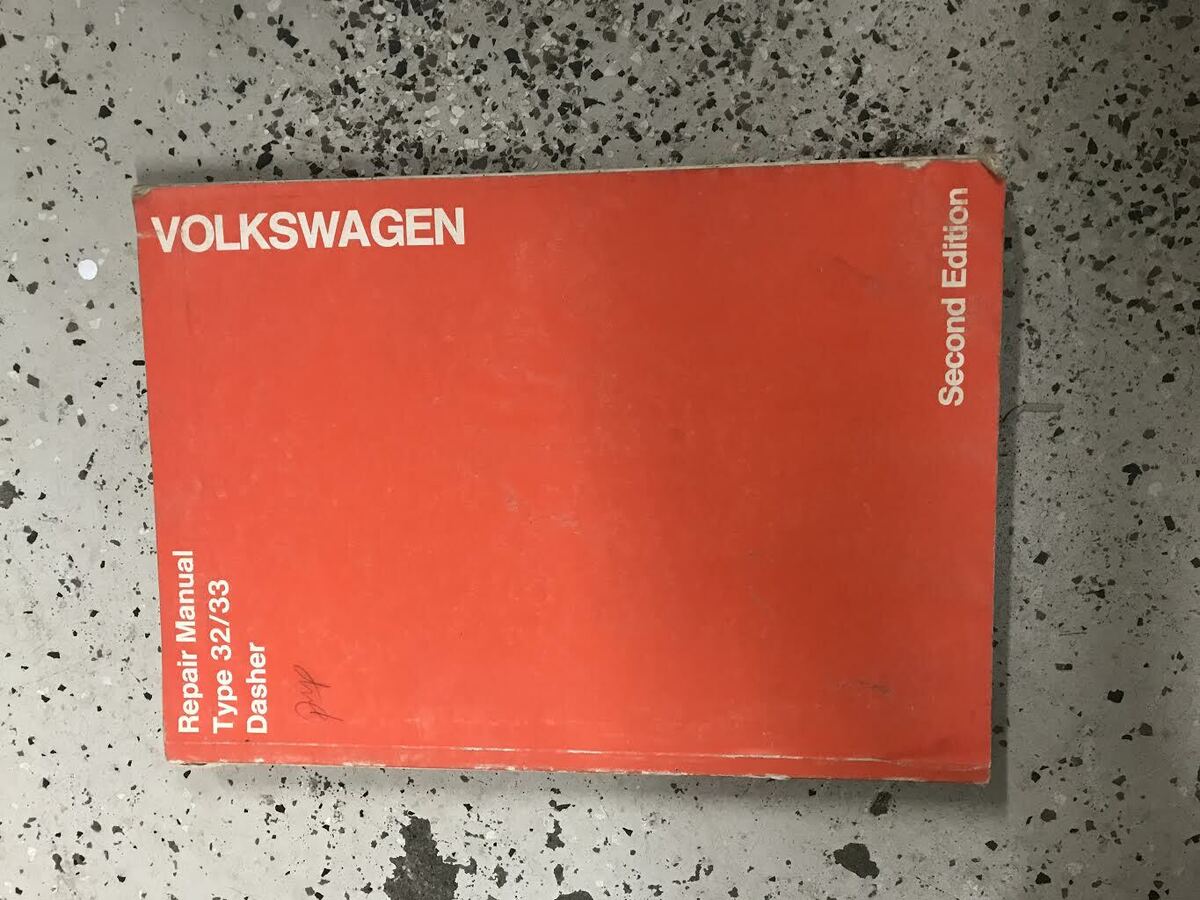 VOLKSWAGEN
Second Edition
Repair Manual
Type 32/33
Dasher